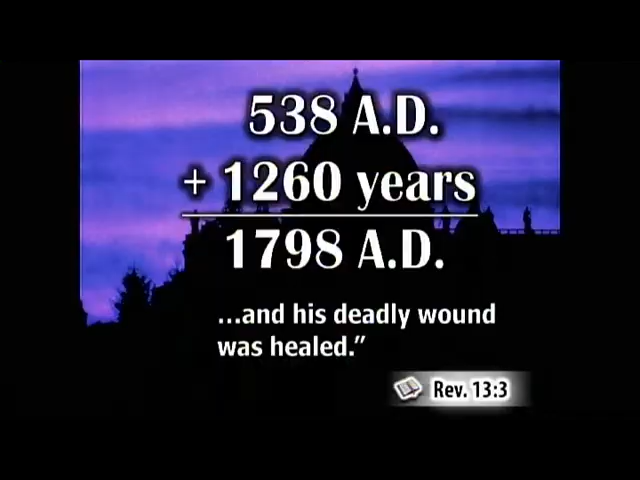 538 A.D.
+ 1260 years
1798 A.D.
...and his deadly wound
was healed.”
Rev. 13:3